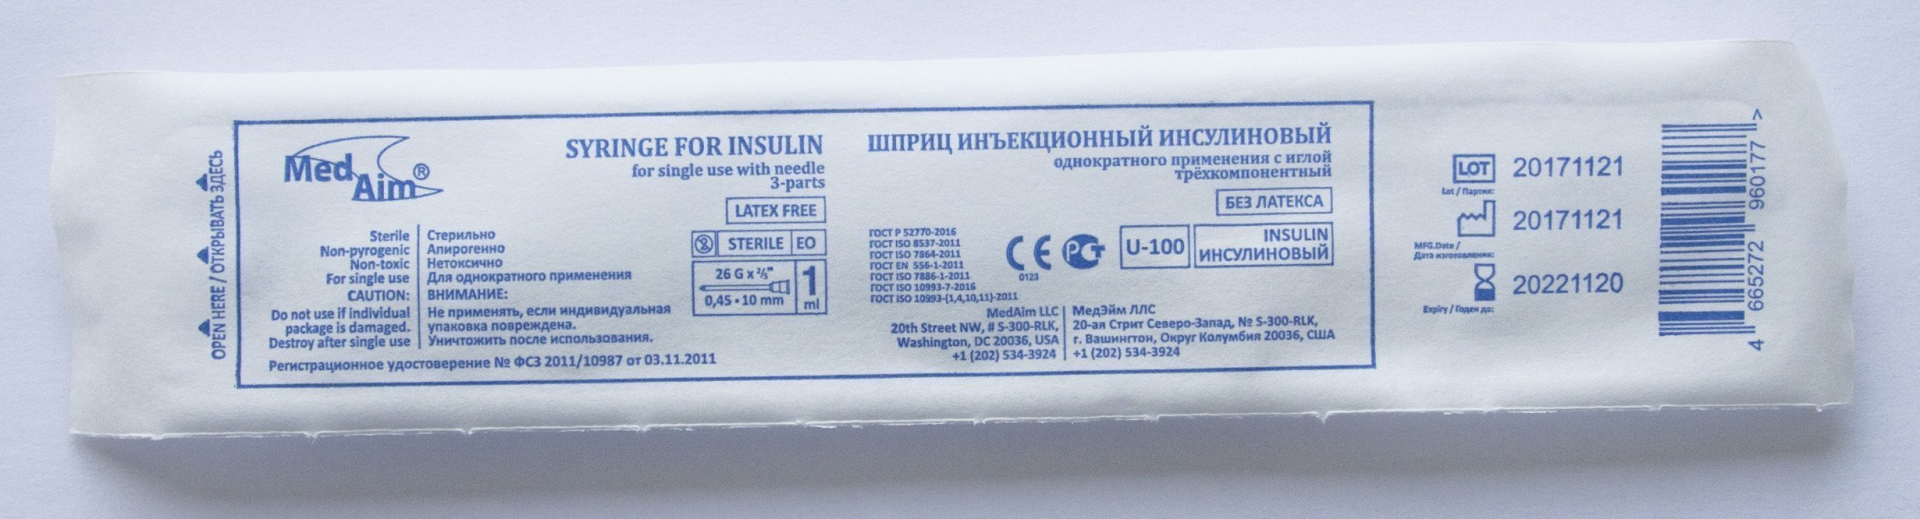 OPEN HERE / ОТКРЫВАТЬ ЗДЕСЬ
Med Aim®
SYRINGE FOR INSULIN
for single use with needle
3-parts
LATEX FREE
2 STERILE EO
26 G x 2/5"
0,45 • 10 mm
1 ml
Sterile
Non-pyrogenic
Non-toxic
For single use
CAUTION:
Do not use if individual
package is damaged.
Destroy after single use
Стерильно
Апирогенно
Нетоксично
Для однократного применения
ВНИМАНИЕ:
Не применять, если индивидуальная
упаковка повреждена.
Уничтожить после использования.
Регистрационное удостоверение № ФСЗ 2011/10987 от 03.11.2011
ШПРИЦ ИНЪЕКЦИОННЫЙ ИНСУЛИНОВЫЙ
однократного применения с иглой
трёхкомпонентный
БЕЗ ЛАТЕКСА
ГОСТ Р 52770-2016
ГОСТ ISO 8537-2011
ГОСТ ISO 7864-2011
ГОСТ EN 556-1-2011
ГОСТ ISO 7886-1-2011
ГОСТ ISO 10993-7-2016
ГОСТ ISO 10993-(1,4,10,11)-2011
CE
0123
РСТ
U-100
INSULIN
ИНСУЛИНОВЫЙ
MedAim LLC
20th Street NW, # S-300-RLK,
Washington, DC 20036, USA
+1 (202) 534-3924
МедЭйм ЛЛС
20-ая Стрит Северо-Запад, № S-300-RLK,
г. Вашингтон, Округ Колумбия 20036, США
+1 (202) 534-3924
LOT 20171121
Lot / Партия:
20171121
MFG.Date /
Дата изготовления:
20221120
Expiry / Годен до:
4 665272 960177 >